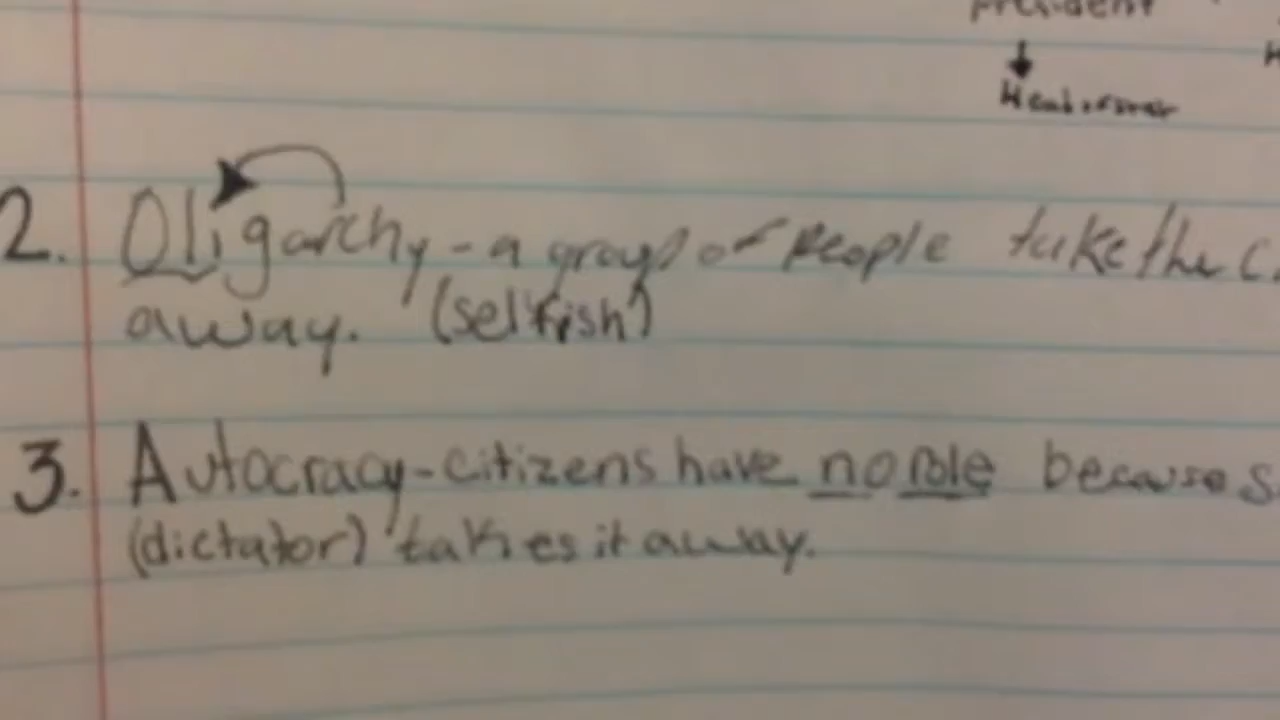 president
2. Oligarchy - a group of people take the c
away. (selfish)
3. Autocracy - citizens have no role because s
(dictator) takes it away.